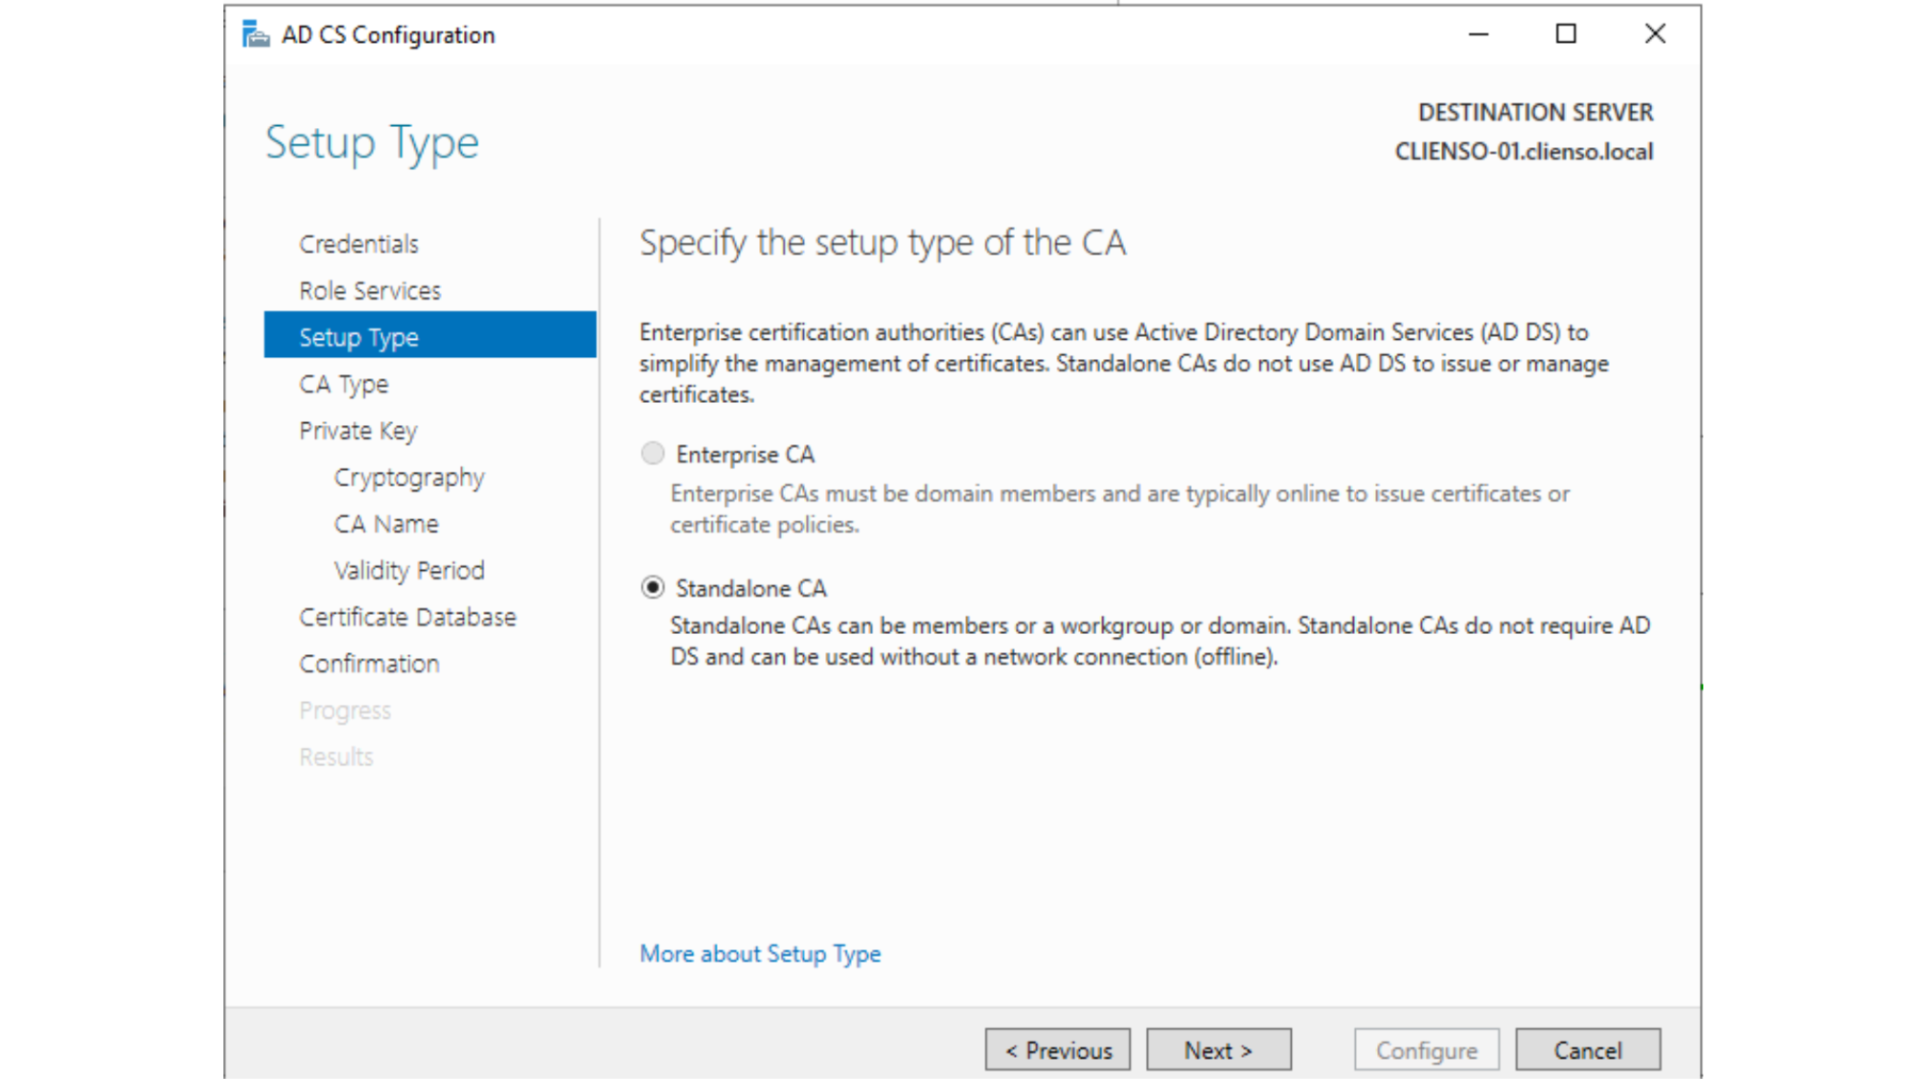 AD CS Configuration
DESTINATION SERVER
CLIENSO-01.clienso.local
Setup Type
Credentials
Role Services
Setup Type
CA Type
Private Key
Cryptography
CA Name
Validity Period
Certificate Database
Confirmation
Progress
Results
Specify the setup type of the CA
Enterprise certification authorities (CAs) can use Active Directory Domain Services (AD DS) to
simplify the management of certificates. Standalone CAs do not use AD DS to issue or manage
certificates.
Enterprise CA
Enterprise CAs must be domain members and are typically online to issue certificates or
certificate policies.
Standalone CA
Standalone CAs can be members or a workgroup or domain. Standalone CAs do not require AD
DS and can be used without a network connection (offline).
More about Setup Type
< Previous
Next >
Configure
Cancel